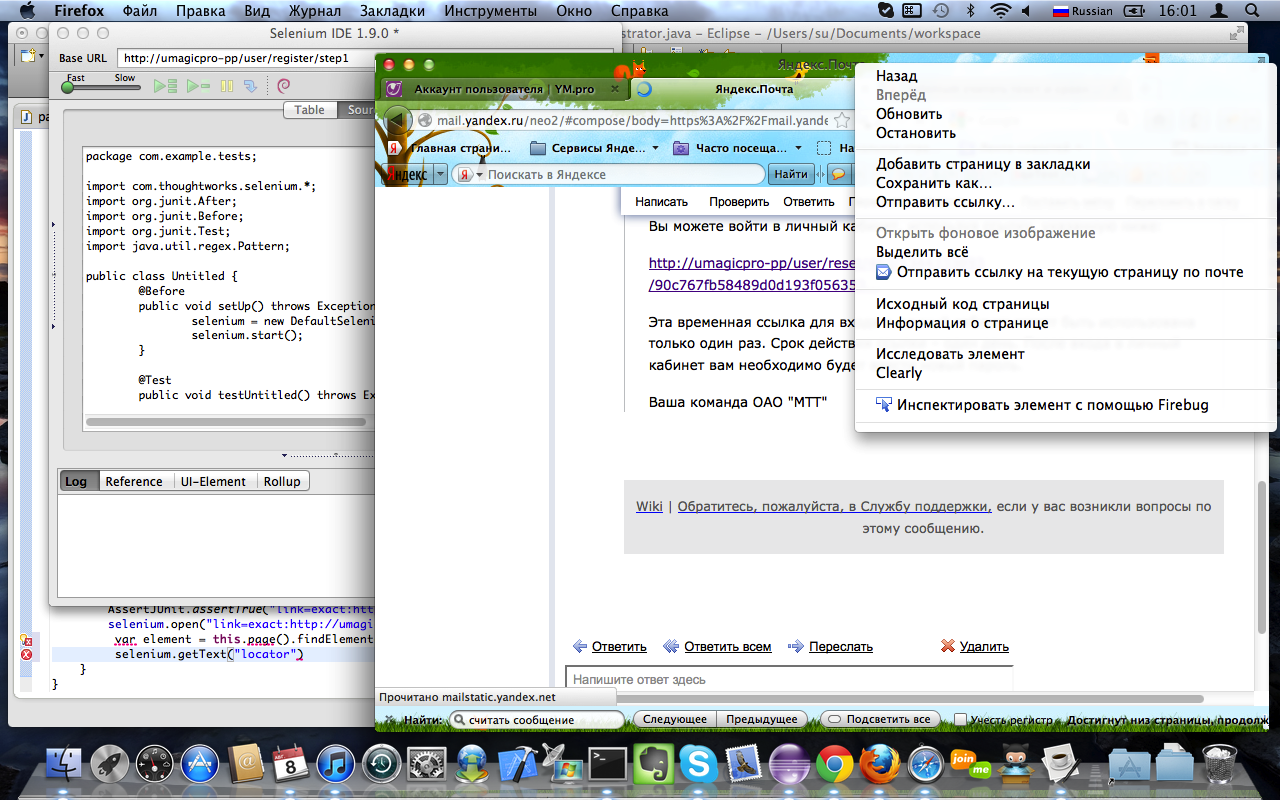 Firefox Файл Правка Вид Журнал Закладки Инструменты Окно Справка Russian 16:01
Selenium IDE 1.9.0 *
strator.java – Eclipse – /Users/su/Documents/workspace
Base URL http://umagicpro-pp/user/register/step1
Fast Slow
Table Sour
package com.example.tests;
import com.thoughtworks.selenium.*;
import org.junit.After;
import org.junit.Before;
import org.junit.Test;
import java.util.regex.Pattern;
public class Untitled {
@Before
public void setUp() throws Exception
selenium = new DefaultSeleni
selenium.start();
}
@Test
public void testUntitled() throws Ex
Log Reference UI-Element Rollup
AssertJUnit.assertTrue("link=exact:htt
selenium.open("link=exact:http://umagi
var element = this.page().findElement
selenium.getText("locator")
}
}
Яндекс.Почта
Аккаунт пользователя | YM.pro
Яндекс.Почта
mail.yandex.ru/neo2/#compose/body=https%3A%2F%2Fmail.yande
Главная страни... Сервисы Янде... Часто посеща... На
Яндекс Поискать в Яндексе Найти
Написать Проверить Ответить П
Вы можете войти в личный ка
http://umagicpro-pp/user/rese
/90c767fb58489d0d193f05635
Эта временная ссылка для вх
только один раз. Срок действ
кабинет вам необходимо буде
Ваша команда ОАО "МТТ"
Wiki | Обратитесь, пожалуйста, в Службу поддержки, если у вас возникли вопросы по
этому сообщению.
Ответить Ответить всем Переслать Удалить
Напишите ответ здесь
Прочитано mailstatic.yandex.net
Найти: считать сообщение Следующее Предыдущее Подсветить все Учесть регистр Достигнут низ страницы, продолж
Назад
Вперёд
Обновить
Остановить
Добавить страницу в закладки
Сохранить как...
Отправить ссылку...
Открыть фоновое изображение
Выделить всё
Отправить ссылку на текущую страницу по почте
Исходный код страницы
Информация о странице
Исследовать элемент
Clearly
Инспектировать элемент с помощью Firebug
8
join
me